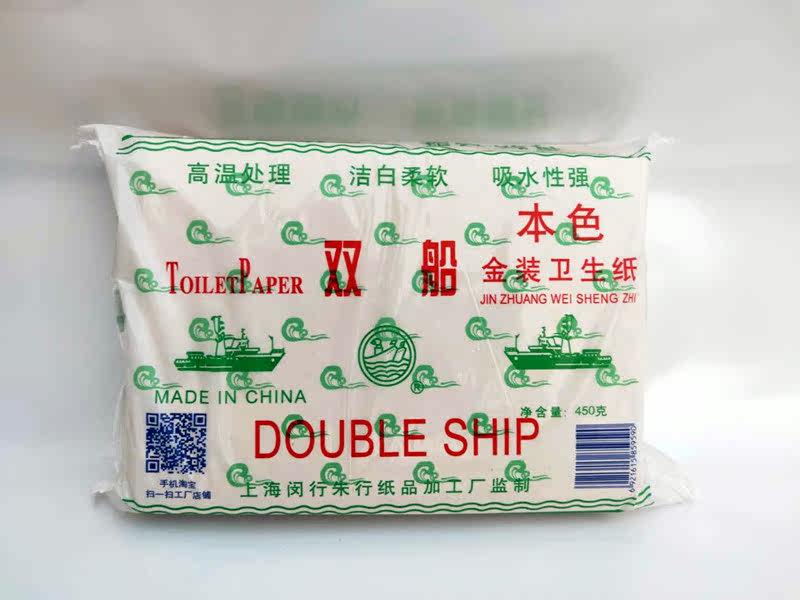 高温处理 洁白柔软 吸水性强
本色
TOILETPAPER 双船 金装卫生纸
JIN ZHUANG WEI SHENG ZHI
MADE IN CHINA
净含量：450克
DOUBLE SHIP
手机淘宝
扫一扫工厂店铺
上海闵行朱行纸品加工厂监制
6921615859590
®